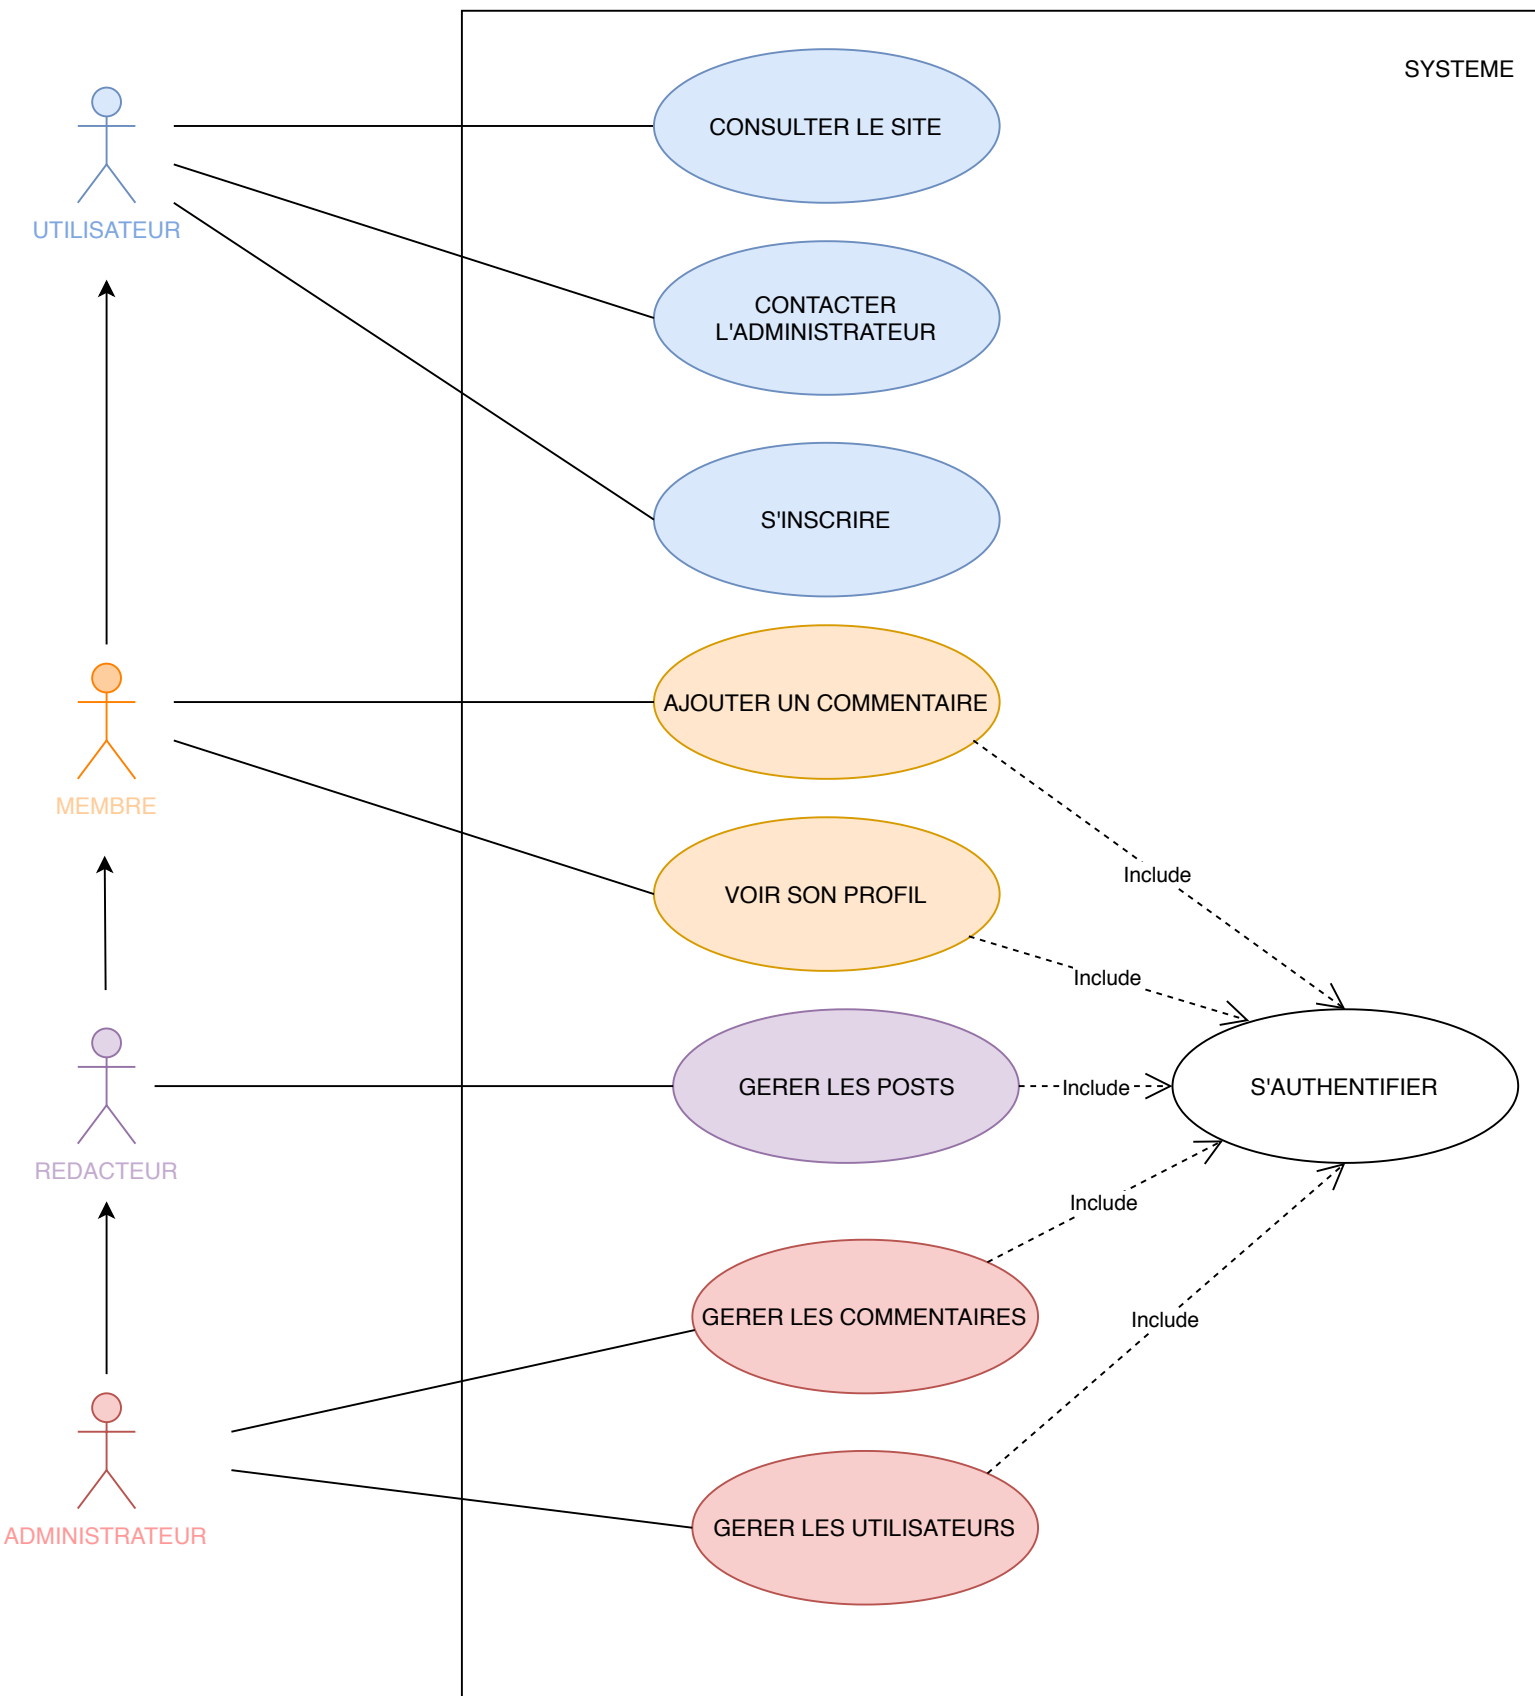 SYSTEME
CONSULTER LE SITE
UTILISATEUR
CONTACTER
L'ADMINISTRATEUR
S'INSCRIRE
AJOUTER UN COMMENTAIRE
MEMBRE
Include
VOIR SON PROFIL
Include
GERER LES POSTS
Include
S'AUTHENTIFIER
REDACTEUR
Include
GERER LES COMMENTAIRES
Include
GERER LES UTILISATEURS
ADMINISTRATEUR